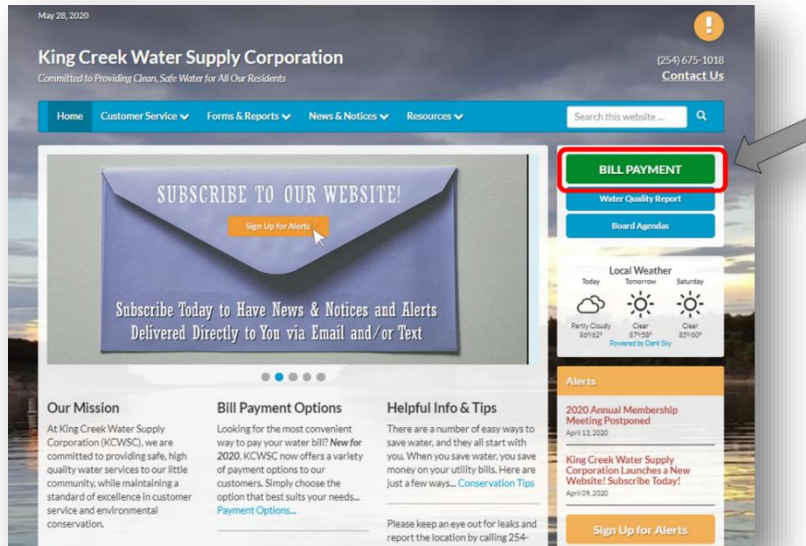 May 28, 2020
King Creek Water Supply Corporation
Committed to Providing Clean, Safe Water for All Our Residents
!
(254) 675-1018
Contact Us
Home Customer Service Forms & Reports News & Notices Resources
Search this website ...
SUBSCRIBE TO OUR WEBSITE!
Sign Up for Alerts
Subscribe Today to Have News & Notices and Alerts
Delivered Directly to You via Email and/or Text
BILL PAYMENT
Water Quality Report
Board Agendas
Local Weather
Today Tomorrow Saturday
Partly Cloudy Clear Clear
86º62° 87º58° 85º60°
Powered by Dark Sky
Our Mission
At King Creek Water Supply
Corporation (KCWSC), we are
committed to providing safe, high
quality water services to our little
community, while maintaining a
standard of excellence in customer
service and environmental
conservation.
Bill Payment Options
Looking for the most convenient
way to pay your water bill? New for
2020, KCWSC now offers a variety
of payment options to our
customers. Simply choose the
option that best suits your needs...
Payment Options...
Helpful Info & Tips
There are a number of easy ways to
save water, and they all start with
you. When you save water, you save
money on your utility bills. Here are
just a few ways... Conservation Tips
Please keep an eye out for leaks and
report the location by calling 254-
Alerts
2020 Annual Membership
Meeting Postponed
April 13, 2020
King Creek Water Supply
Corporation Launches a New
Website! Subscribe Today!
April 09, 2020
Sign Up for Alerts